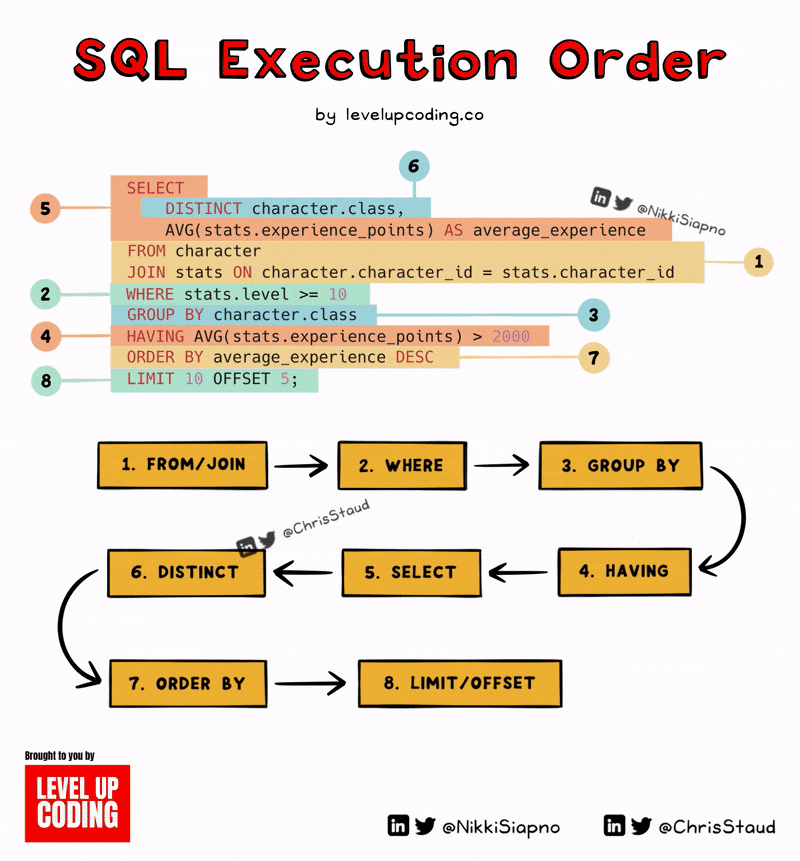 SQL Execution Order
by levelupcoding.co
6
5
SELECT
DISTINCT character.class,
AVG(stats.experience_points) AS average_experience
in @NikkiSiapno
FROM character
JOIN stats ON character.character_id = stats.character_id
1
2
WHERE stats.level >= 10
GROUP BY character.class
3
4
HAVING AVG(stats.experience_points) > 2000
ORDER BY average_experience DESC
7
8
LIMIT 10 OFFSET 5;
1. FROM/JOIN
2. WHERE
3. GROUP BY
in @ChrisStaud
6. DISTINCT
5. SELECT
4. HAVING
7. ORDER BY
8. LIMIT/OFFSET
Brought to you by
LEVEL UP
CODING
in @NikkiSiapno
in @ChrisStaud